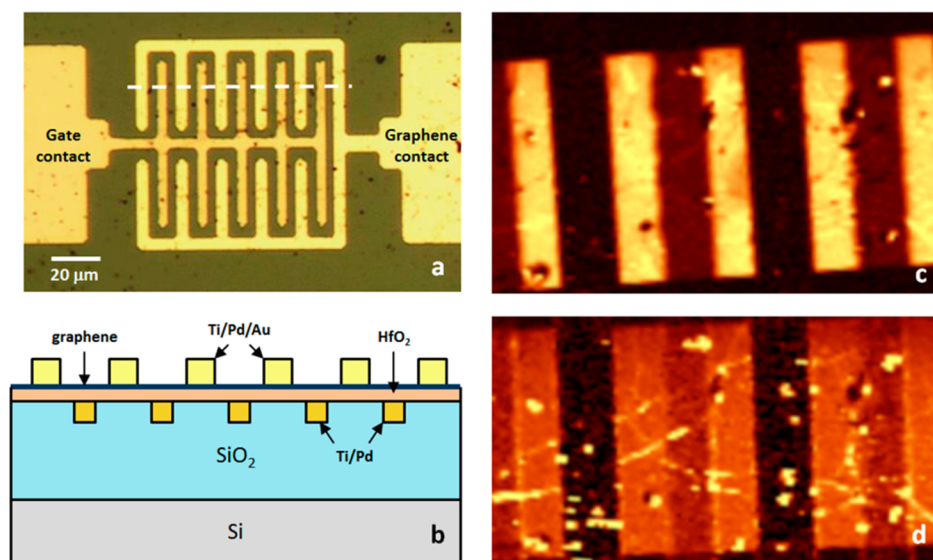 Gate
contact
Graphene
contact
20 μm
a
c
graphene
Ti/Pd/Au
HfO₂
Ti/Pd
SiO₂
Si
b
d